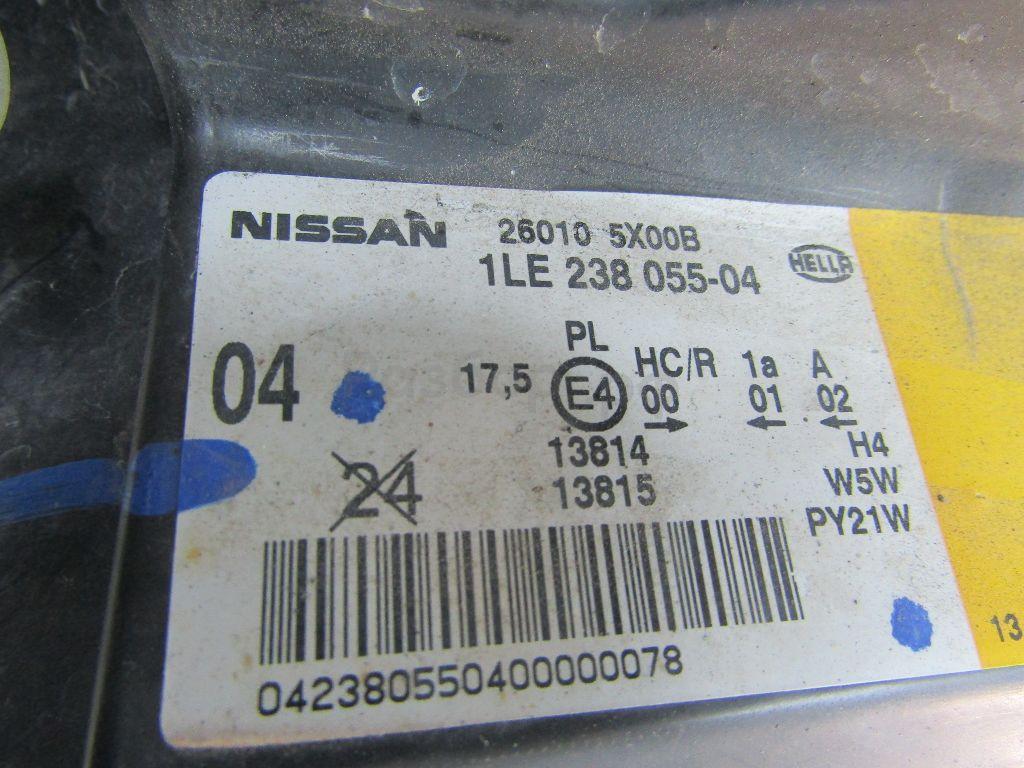 NISSAN 26010 5X00B
1LE 238 055-04 HELLA
PL
04 17,5 E4 HC/R 1a A
00 01 02
→ ← ←
13814 H4
24 13815 W5W
PY21W
042380550400000078
13